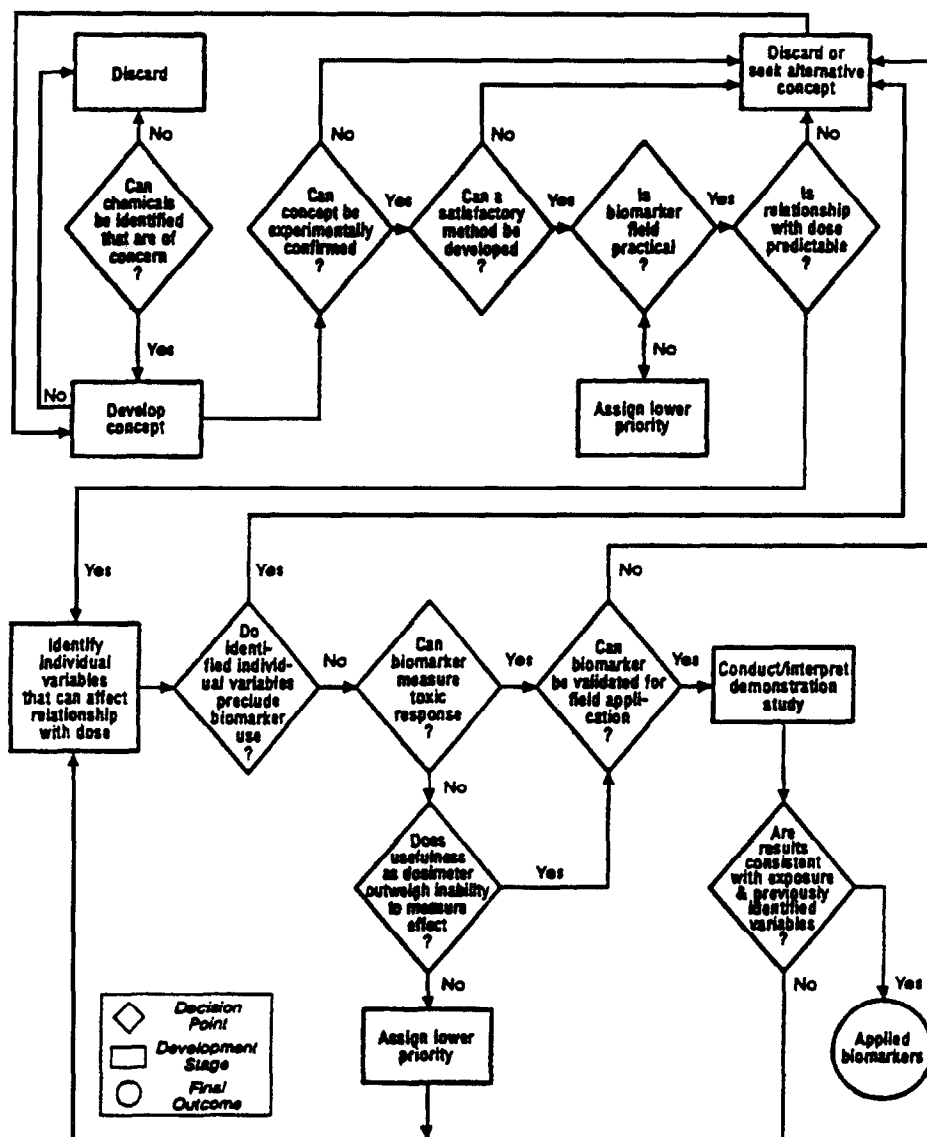 Discard
Discard or
seek alternative
concept
No
No
No
No
Can
chemicals
be identified
that are of
concern
?
Can
concept be
experimentally
confirmed
?
Yes
Can a
satisfactory
method be
developed
?
Yes
Is
biomarker
field
practical
?
Yes
Is
relationship
with dose
predictable
?
Yes
No
No
Develop
concept
Assign lower
priority
Yes
Yes
No
Identify
individual
variables
that can affect
relationship
with dose
Do
identi-
fied individ-
ual variables
preclude
biomarker
use
?
No
Can
biomarker
measure
toxic
response
?
Yes
Can
biomarker
be validated for
field appli-
cation
?
Yes
Conduct/interpret
demonstration
study
No
Does
usefulness
as dosimeter
outweigh inability
to measure
effect
?
Yes
Are
results
consistent
with exposure
& previously
identified
variables
?
No
No
Yes
Decision
Point
Development
Stage
Final
Outcome
Assign lower
priority
Applied
biomarkers